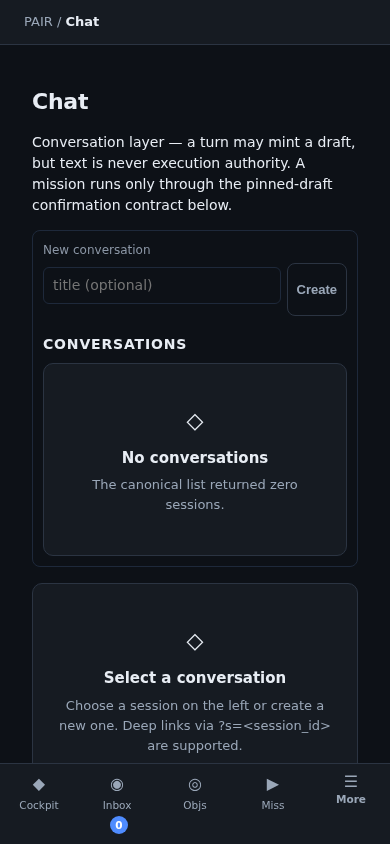 PAIR / Chat
Chat
Conversation layer — a turn may mint a draft,
but text is never execution authority. A
mission runs only through the pinned-draft
confirmation contract below.
New conversation
title (optional)
Create
CONVERSATIONS
No conversations
The canonical list returned zero
sessions.
Select a conversation
Choose a session on the left or create a
new one. Deep links via ?s=<session_id>
are supported.
Cockpit
Inbox
Objs
Miss
More
0